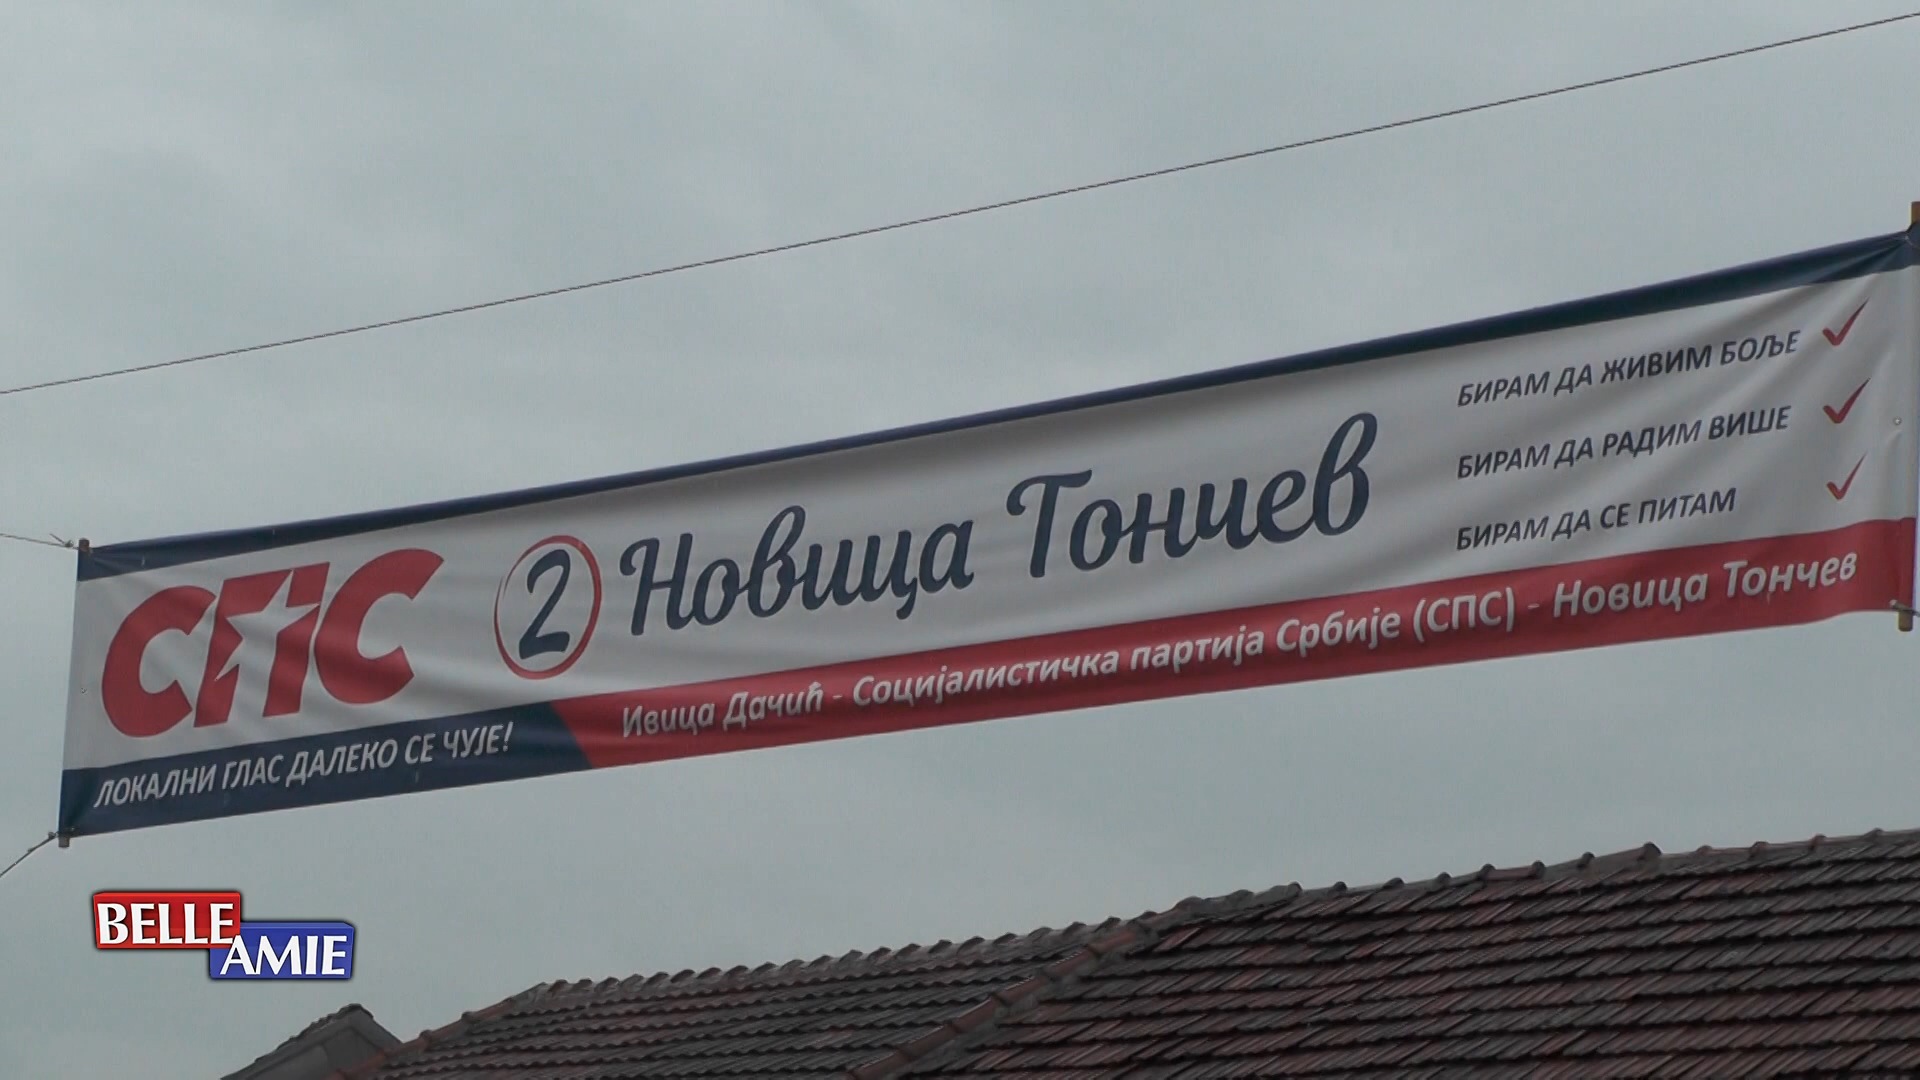 СПС
ЛОКАЛНИ ГЛАС ДАЛЕКО СЕ ЧУЈЕ!
2 Новица Тончев
БИРАМ ДА ЖИВИМ БОЉЕ
БИРАМ ДА РАДИМ ВИШЕ
БИРАМ ДА СЕ ПИТАМ
Ивица Дачић - Социјалистичка партија Србије (СПС) - Новица Тончев
BELLE
AMIE